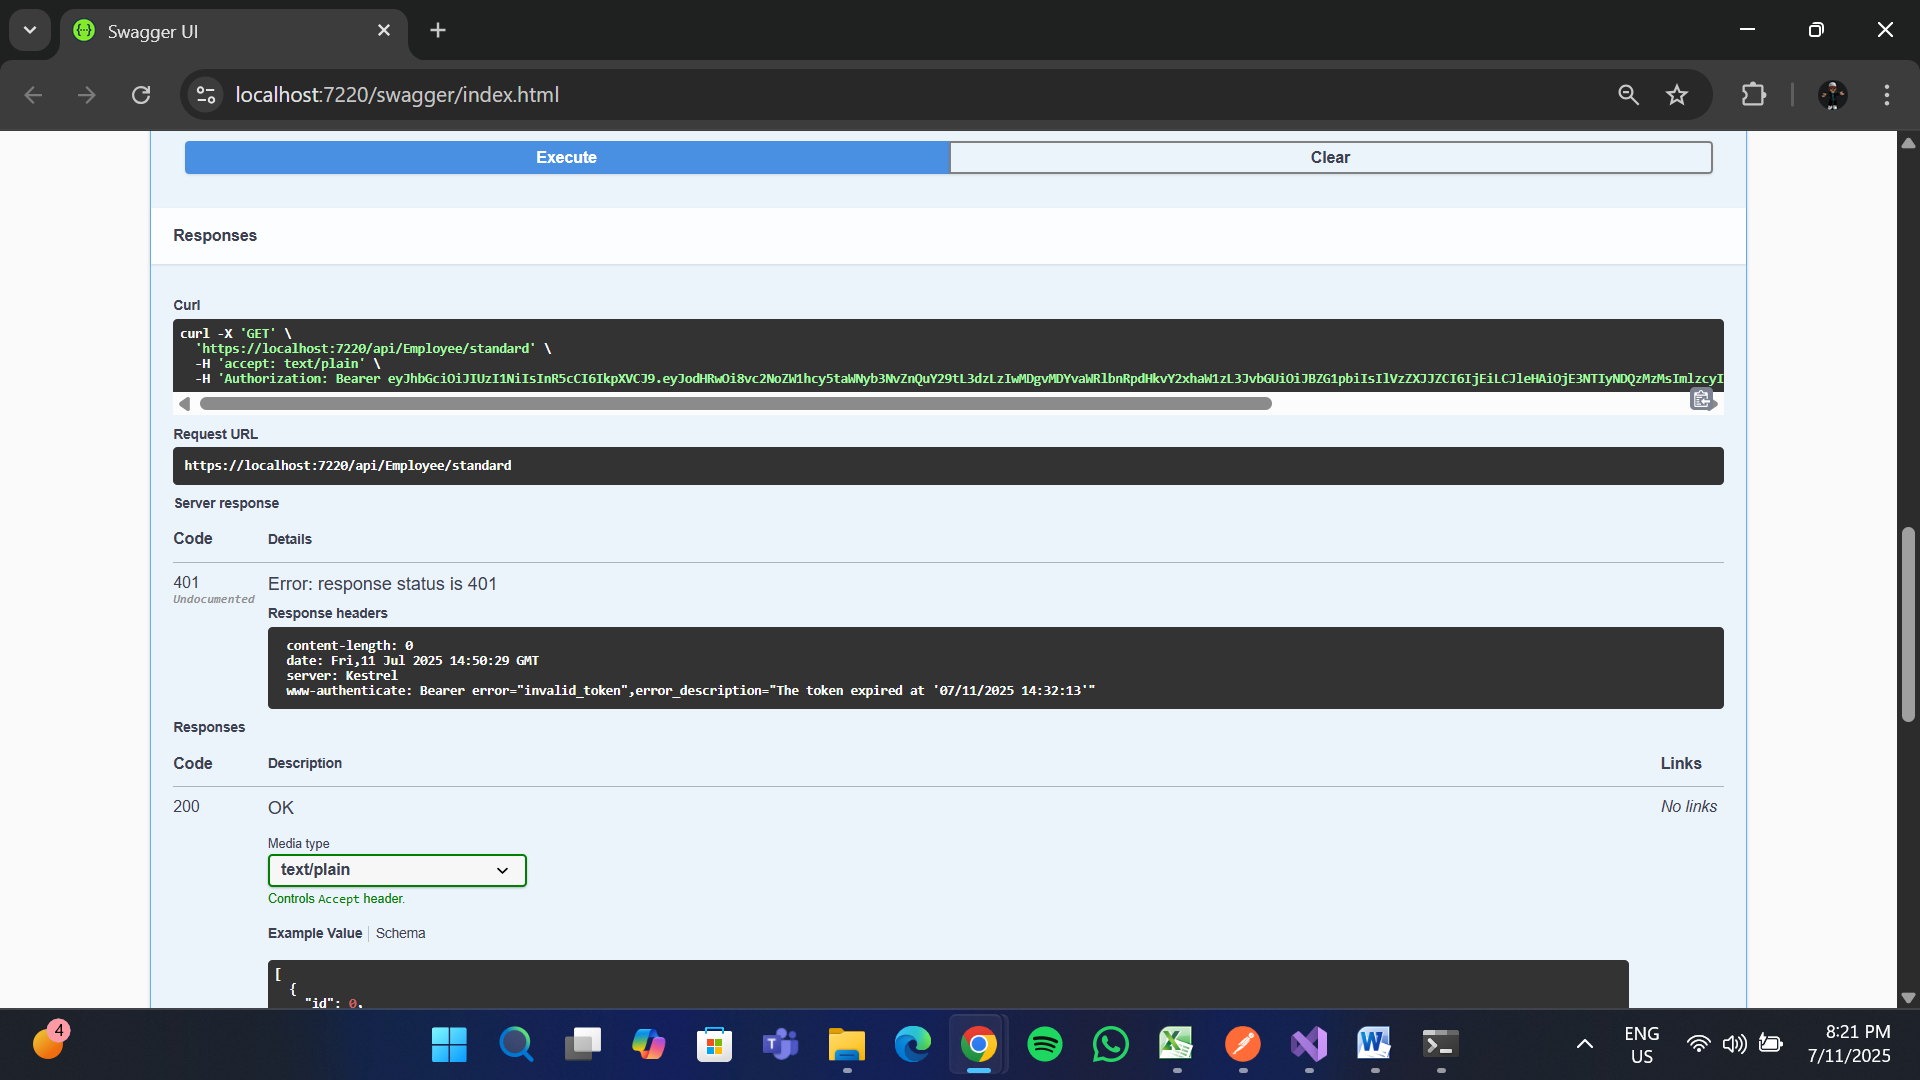 Swagger UI
localhost:7220/swagger/index.html
Execute
Clear
Responses
Curl
curl -X 'GET' \
'https://localhost:7220/api/Employee/standard' \
-H 'accept: text/plain' \
-H 'Authorization: Bearer eyJhbGciOiJIUzI1NiIsInR5cCI6IkpXVCJ9.eyJodHRwOi8vc2NoZW1hcy5taWNyb3NvZnQuY29tL3dzLzIwMDgvMDYvaWRlbnRpdHkvY2xhaW1zL3JvbGUiOiJBZG1pbiIsIlVzZXJJZCI6IjEiLCJleHAiOjE3NTIyNDQzMzMsImlzcyI
Request URL
https://localhost:7220/api/Employee/standard
Server response
Code Details
401 Error: response status is 401
Undocumented
Response headers
content-length: 0
date: Fri,11 Jul 2025 14:50:29 GMT
server: Kestrel
www-authenticate: Bearer error="invalid_token",error_description="The token expired at '07/11/2025 14:32:13'"
Responses
Code Description Links
200 OK No links
Media type
text/plain
Controls Accept header.
Example Value Schema
[
{
"id": 0,
4
ENG
US
8:21 PM
7/11/2025